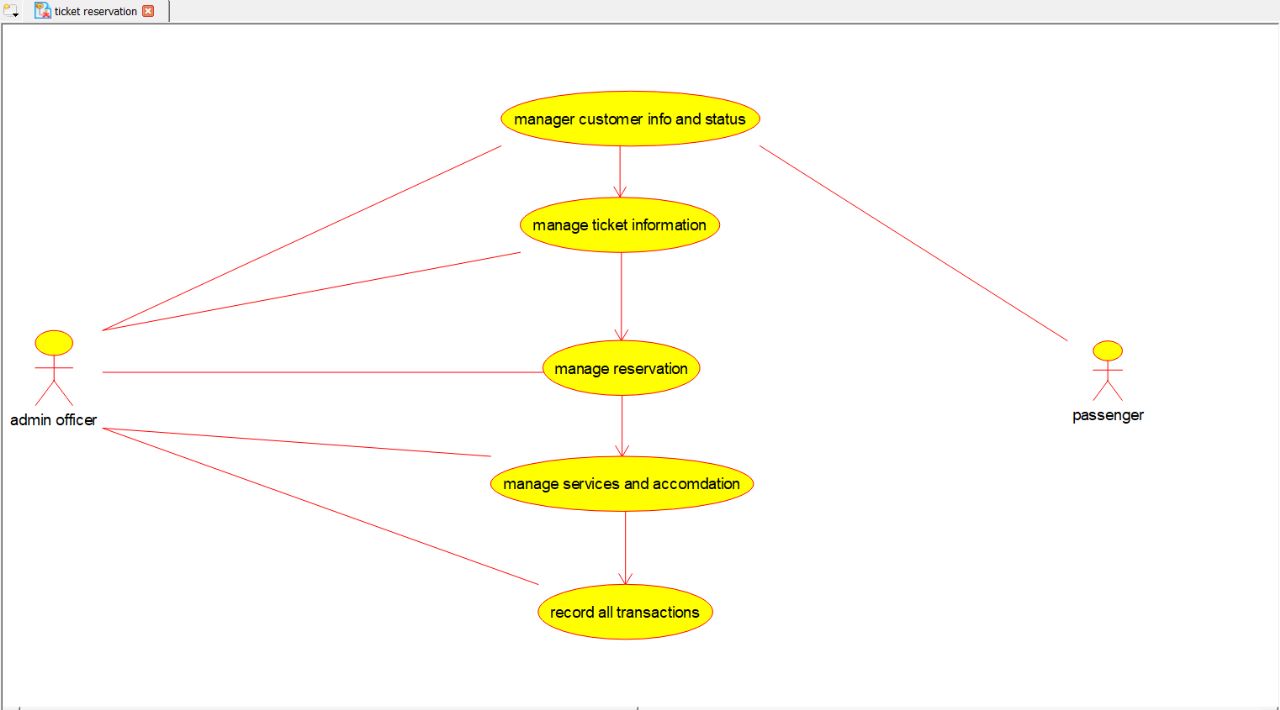 ticket reservation
manager customer info and status
manage ticket information
manage reservation
admin officer
passenger
manage services and accomdation
record all transactions